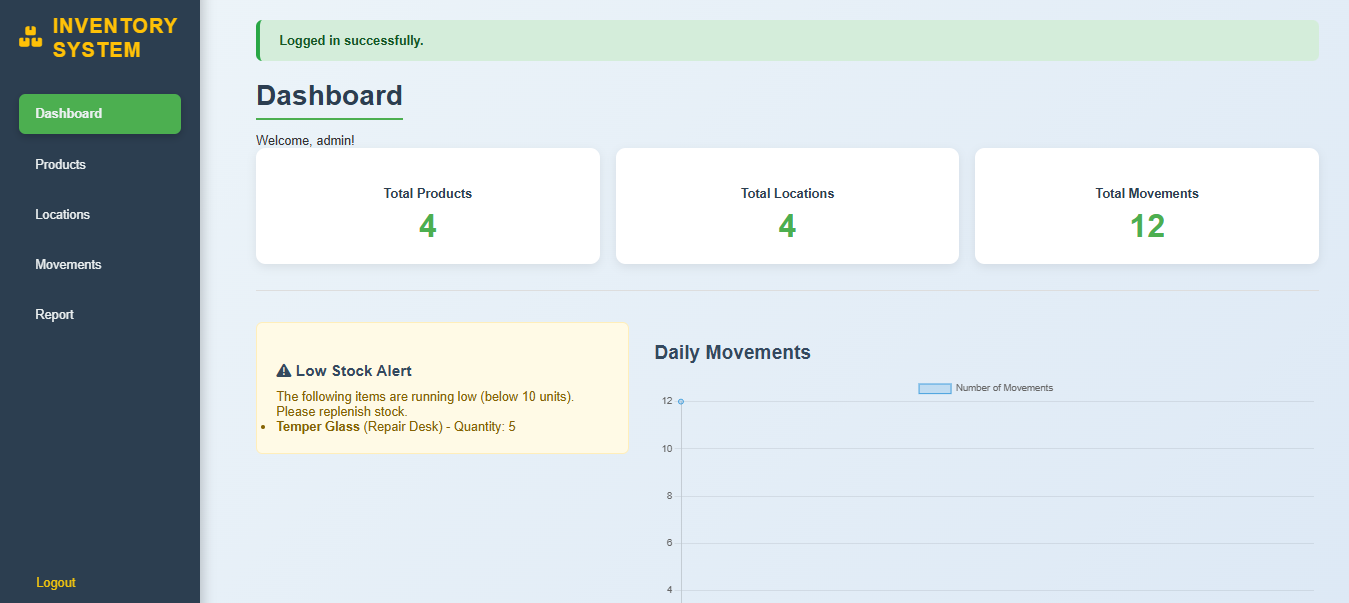 INVENTORY
SYSTEM
Dashboard
Products
Locations
Movements
Report
Logout
Logged in successfully.
Dashboard
Welcome, admin!
Total Products
4
Total Locations
4
Total Movements
12
Low Stock Alert
The following items are running low (below 10 units).
Please replenish stock.
Temper Glass (Repair Desk) - Quantity: 5
Daily Movements
Number of Movements
12
10
8
6
4